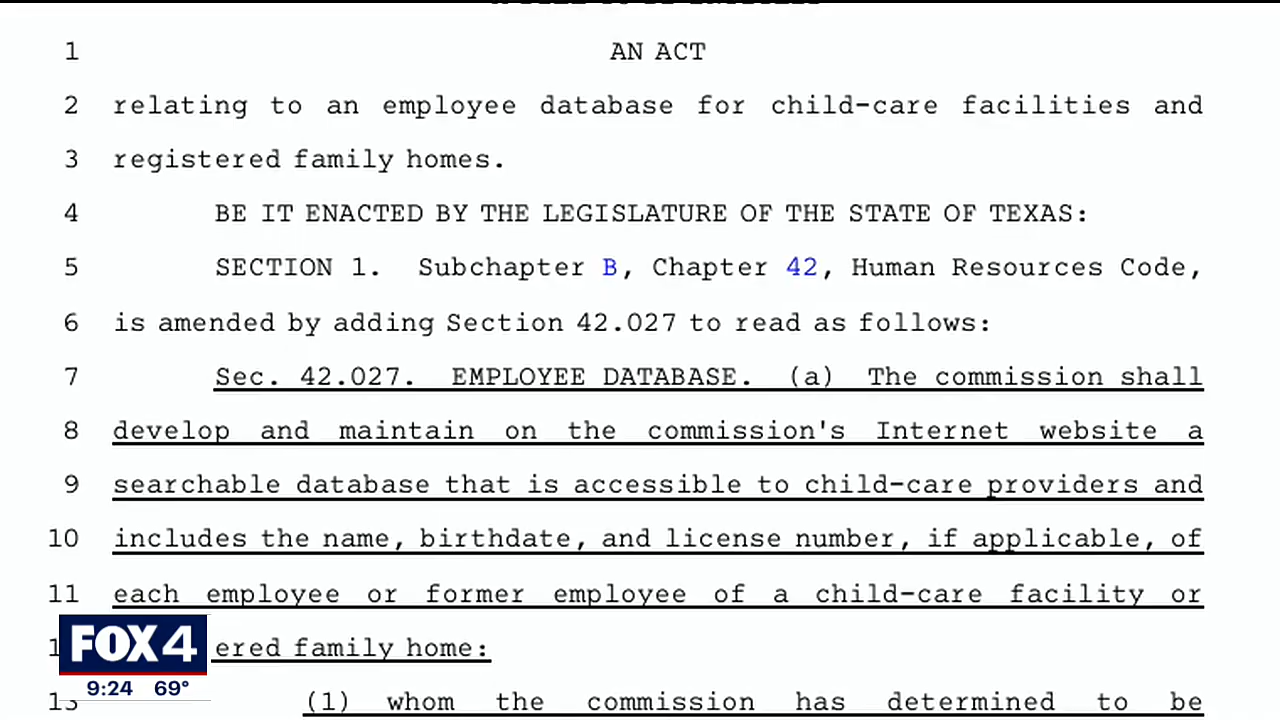 1 AN ACT
2 relating to an employee database for child-care facilities and
3 registered family homes.
4 BE IT ENACTED BY THE LEGISLATURE OF THE STATE OF TEXAS:
5 SECTION 1. Subchapter B, Chapter 42, Human Resources Code,
6 is amended by adding Section 42.027 to read as follows:
7 Sec. 42.027. EMPLOYEE DATABASE. (a) The commission shall
8 develop and maintain on the commission's Internet website a
9 searchable database that is accessible to child-care providers and
10 includes the name, birthdate, and license number, if applicable, of
11 each employee or former employee of a child-care facility or
1 ered family home:
13 (1) whom the commission has determined to be
FOX 4
9:24 69°